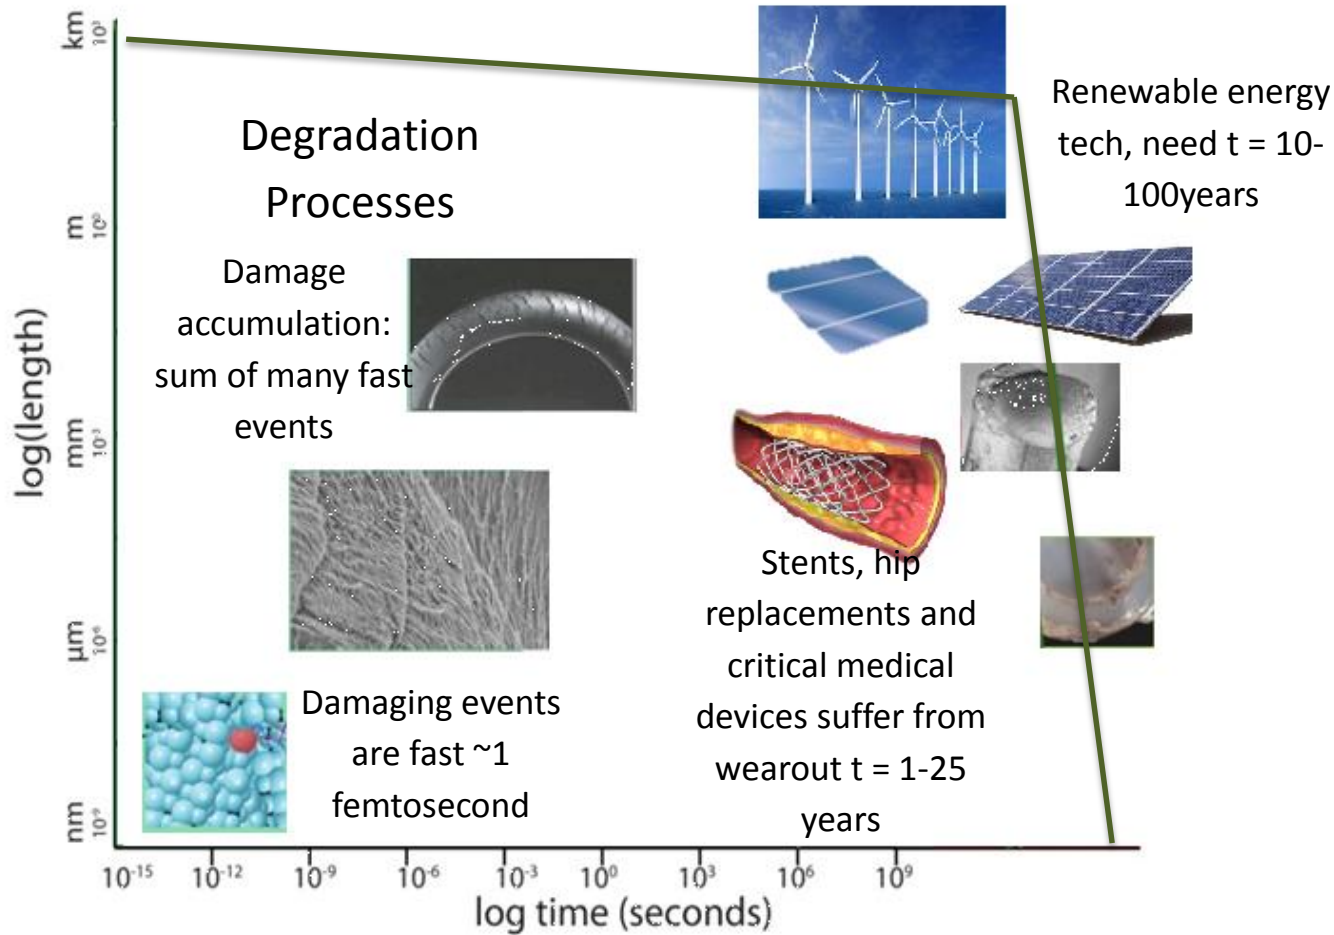 km
10³
Degradation
Processes
Renewable energy
tech, need t = 10-
100years
m
10⁰
Damage
accumulation:
sum of many fast
events
log(length)
mm
10⁻³
Stents, hip
replacements and
critical medical
devices suffer from
wearout t = 1-25
years
µm
10⁻⁶
Damaging events
are fast ~1
femtosecond
nm
10⁻⁹
10⁻¹⁵ 10⁻¹² 10⁻⁹ 10⁻⁶ 10⁻³ 10⁰ 10³ 10⁶ 10⁹
log time (seconds)